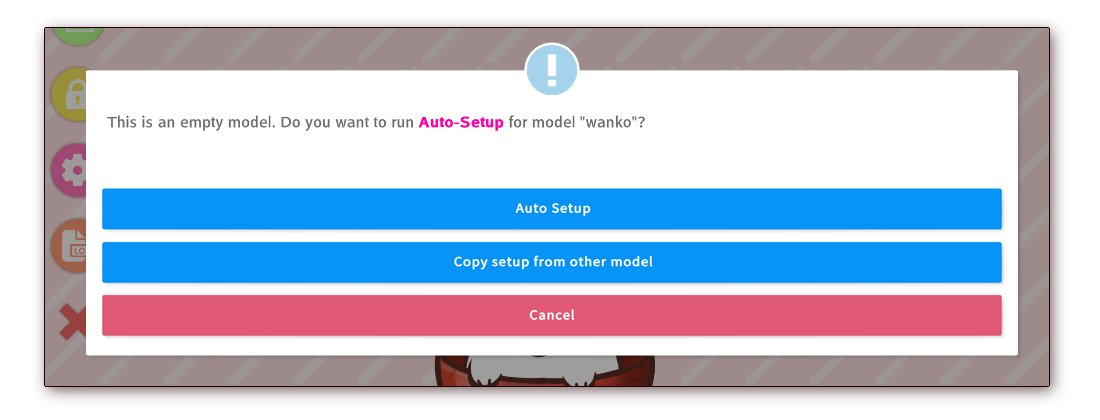 This is an empty model. Do you want to run Auto-Setup for model "wanko"?
Auto Setup
Copy setup from other model
Cancel